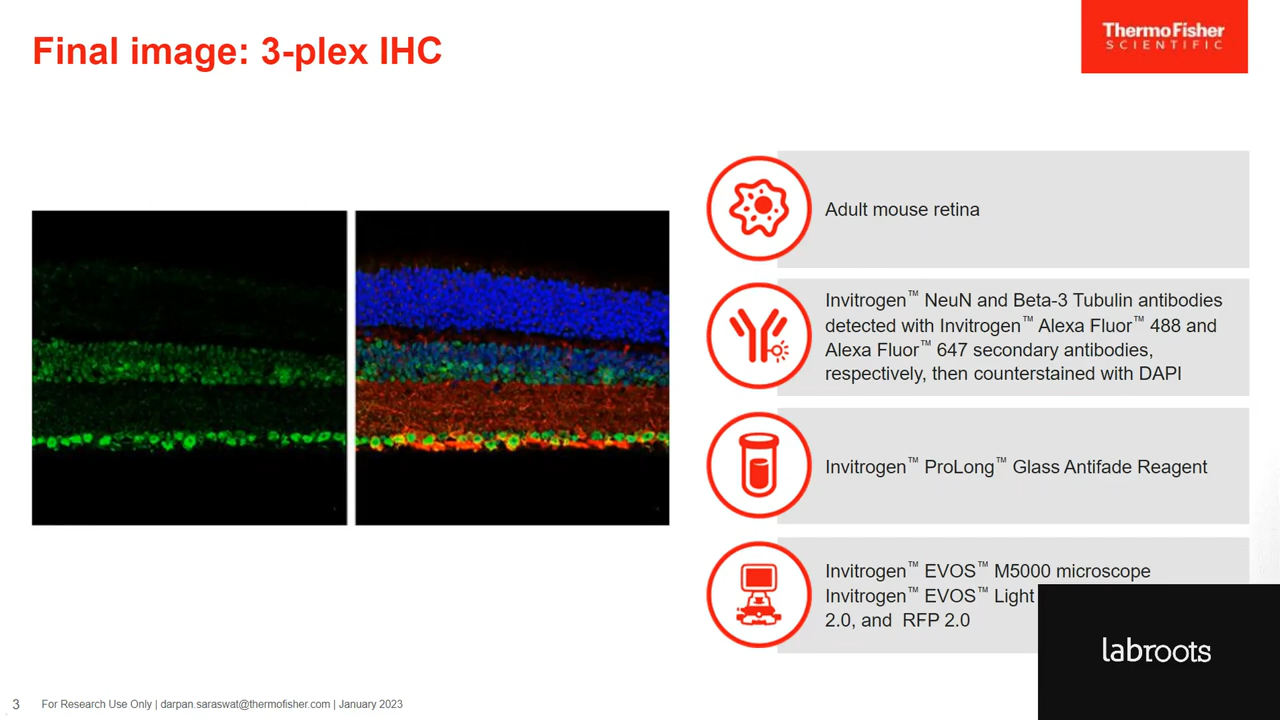 Final image: 3-plex IHC
ThermoFisher
SCIENTIFIC
Adult mouse retina
Invitrogen™ NeuN and Beta-3 Tubulin antibodies
detected with Invitrogen™ Alexa Fluor™ 488 and
Alexa Fluor™ 647 secondary antibodies,
respectively, then counterstained with DAPI
Invitrogen™ ProLong™ Glass Antifade Reagent
Invitrogen™ EVOS™ M5000 microscope
Invitrogen™ EVOS™ Light
2.0, and RFP 2.0
labroots
3 For Research Use Only | darpan.saraswat@thermofisher.com | January 2023